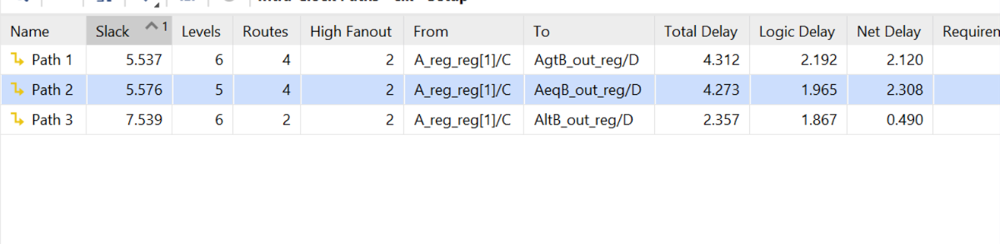 Name Slack 1 Levels Routes High Fanout From To Total Delay Logic Delay Net Delay Requiren
Path 1 5.537 6 4 2 A_reg_reg[1]/C AgtB_out_reg/D 4.312 2.192 2.120
Path 2 5.576 5 4 2 A_reg_reg[1]/C AeqB_out_reg/D 4.273 1.965 2.308
Path 3 7.539 6 2 2 A_reg_reg[1]/C AltB_out_reg/D 2.357 1.867 0.490